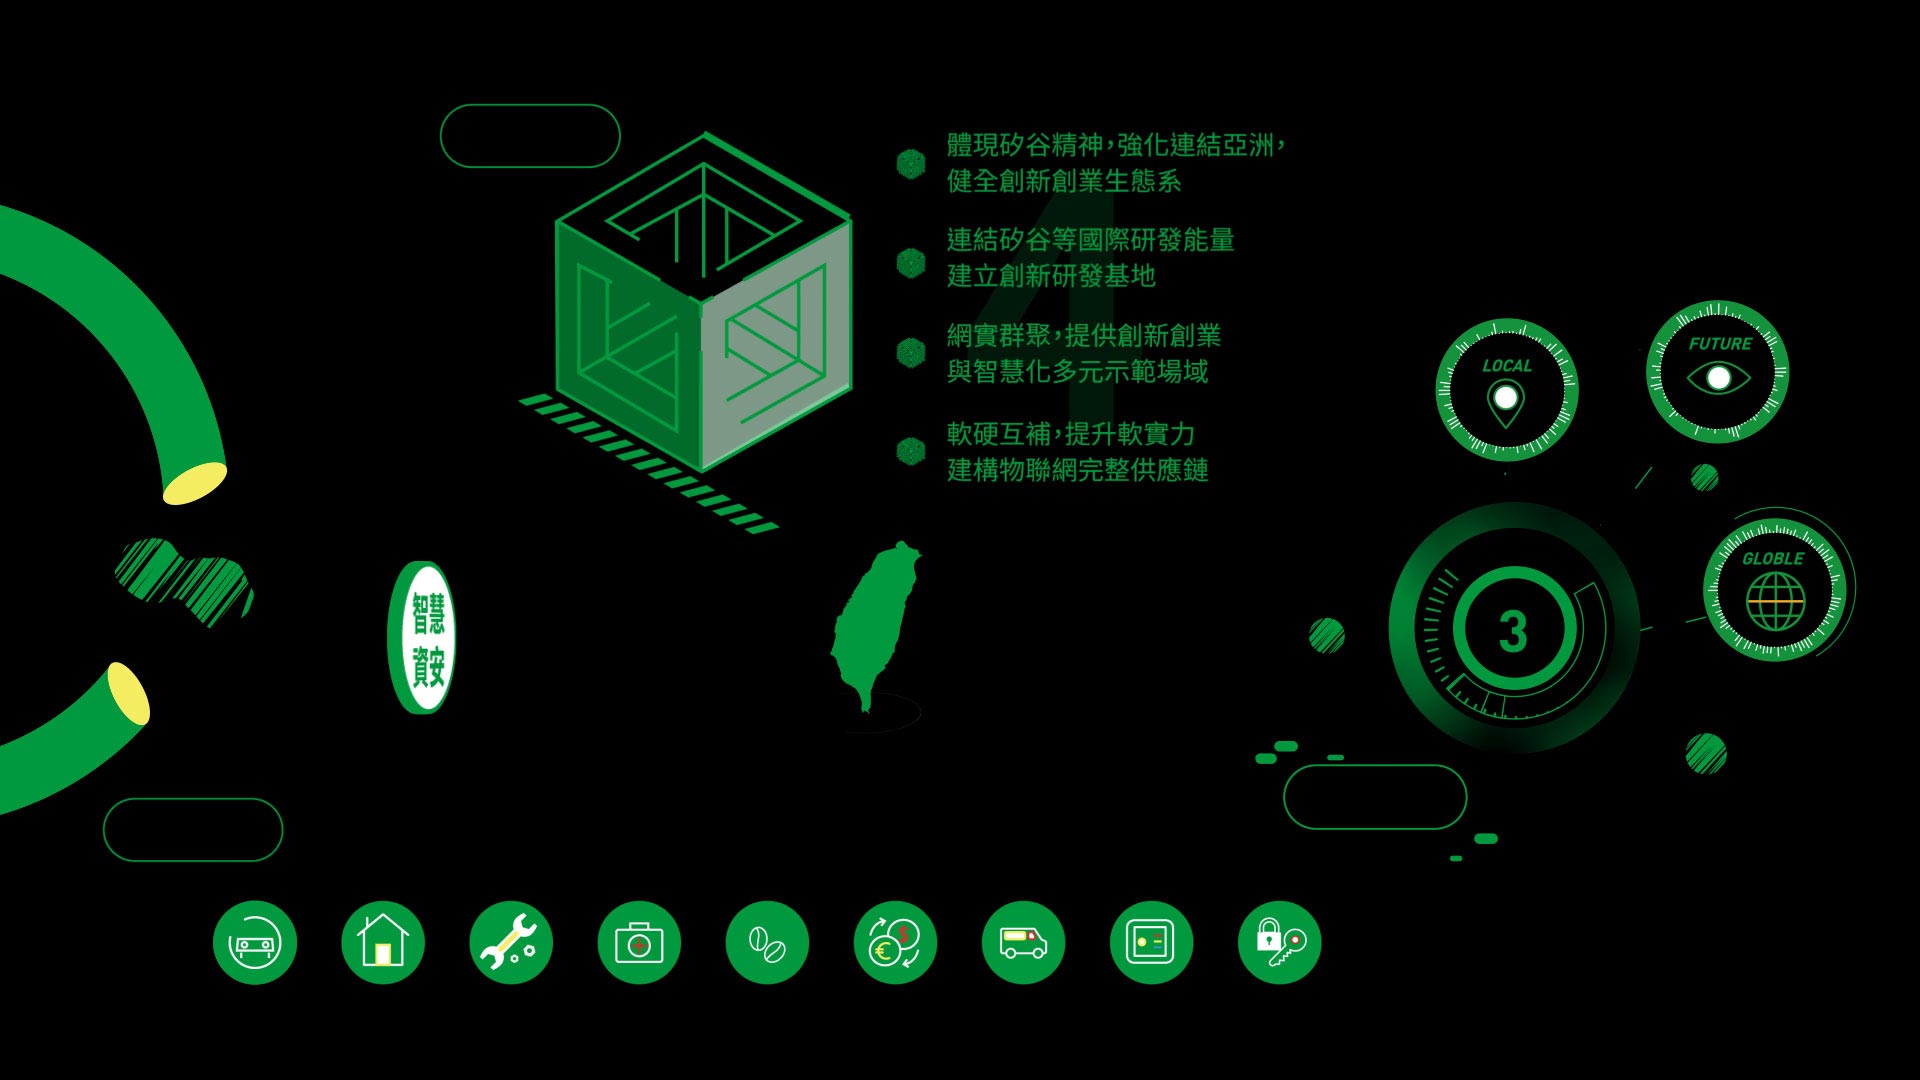 體現矽谷精神，強化連結亞洲，
健全創新創業生態系
連結矽谷等國際研發能量
建立創新研發基地
網實群聚，提供創新創業
與智慧化多元示範場域
軟硬互補，提升軟實力
建構物聯網完整供應鏈
4
LOCAL
FUTURE
GLOBLE
3
智慧
資安